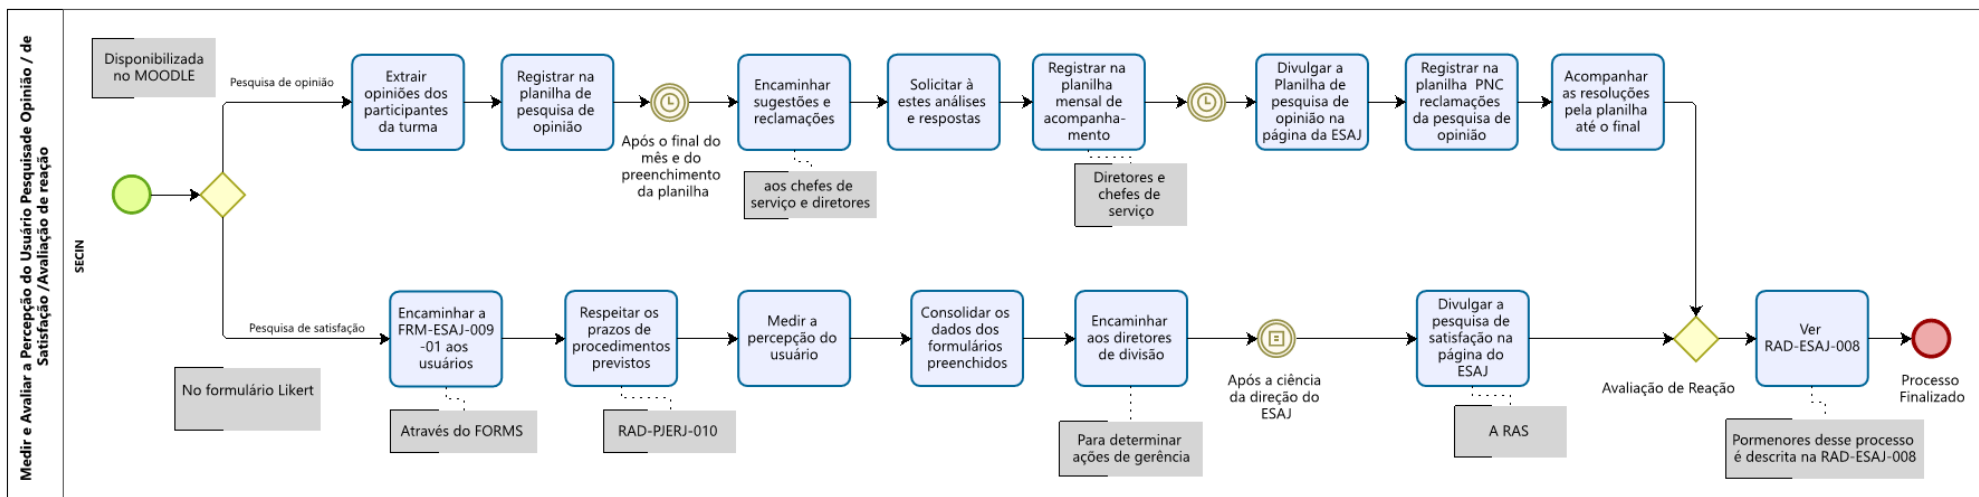 Medir e Avaliar a Percepção do Usuário Pesquisade Opinião / de
Satisfação /Avaliação de reação
SECIN
Disponibilizada
no MOODLE
Pesquisa de opinião
Extrair
opiniões dos
participantes
da turma
Registrar na
planilha de
pesquisa de
opinião
Após o final do
mês e do
preenchimento
da planilha
Encaminhar
sugestões e
reclamações
aos chefes de
serviço e diretores
Solicitar à
estes análises
e respostas
Registrar na
planilha
mensal de
acompanha-
mento
Diretores e
chefes de
serviço
Divulgar a
Planilha de
pesquisa de
opinião na
página da ESAJ
Registrar na
planilha PNC
reclamações
da pesquisa de
opinião
Acompanhar
as resoluções
pela planilha
até o final
Pesquisa de satisfação
No formulário Likert
Encaminhar a
FRM-ESAJ-009
-01 aos
usuários
Através do FORMS
Respeitar os
prazos de
procedimentos
previstos
RAD-PJERJ-010
Medir a
percepção do
usuário
Consolidar os
dados dos
formulários
preenchidos
Encaminhar
aos diretores
de divisão
Para determinar
ações de gerência
Após a ciência
da direção do
ESAJ
Divulgar a
pesquisa de
satisfação na
página do
ESAJ
A RAS
Avaliação de Reação
Ver
RAD-ESAJ-008
Pormenores desse processo
é descrita na RAD-ESAJ-008
Processo
Finalizado